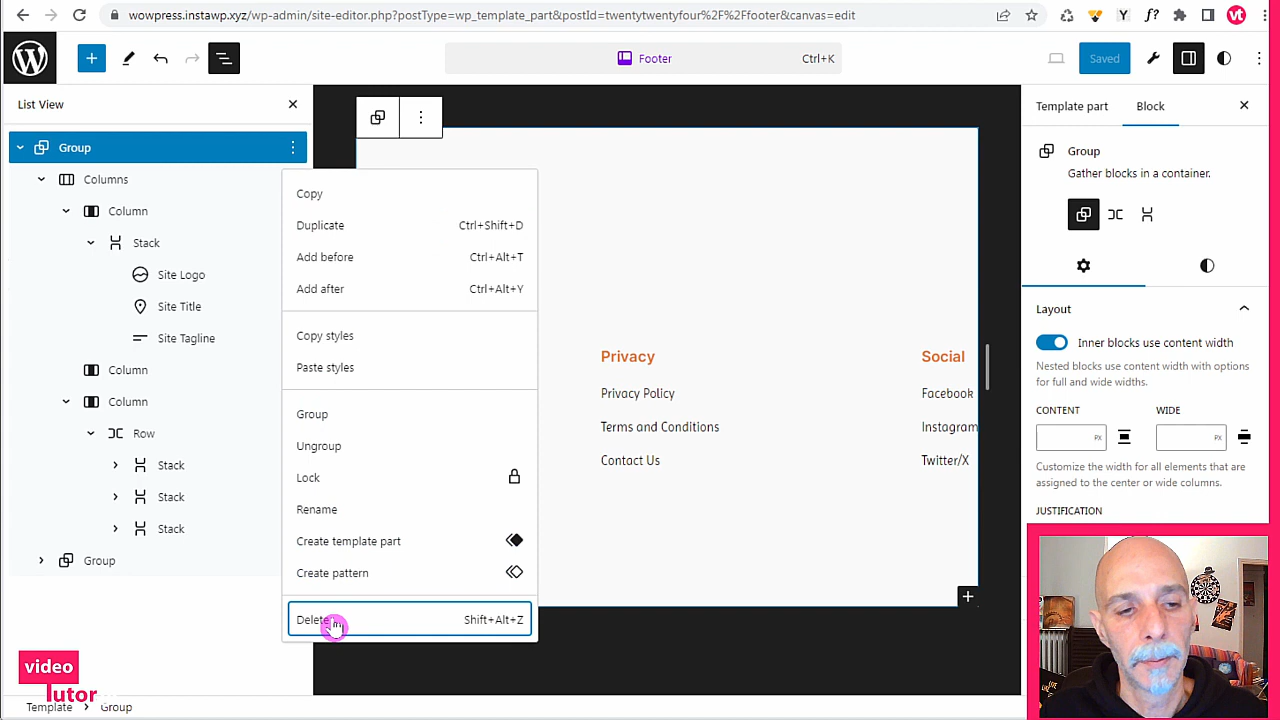 wowpress.instawp.xyz/wp-admin/site-editor.php?postType=wp_template_part&postId=twentytwentyfour%2F%2Ffooter&canvas=edit
Footer
Ctrl+K
Saved
List View
Group
Columns
Column
Stack
Site Logo
Site Title
Site Tagline
Column
Column
Row
Stack
Stack
Stack
Group
Copy
Duplicate Ctrl+Shift+D
Add before Ctrl+Alt+T
Add after Ctrl+Alt+Y
Copy styles
Paste styles
Group
Ungroup
Lock
Rename
Create template part
Create pattern
Delete Shift+Alt+Z
Privacy
Privacy Policy
Terms and Conditions
Contact Us
Social
Facebook
Instagram
Twitter/X
Template part Block
Group
Gather blocks in a container.
Layout
Inner blocks use content width
Nested blocks use content width with options
for full and wide widths.
CONTENT WIDE
PX PX
Customize the width for all elements that are
assigned to the center or wide columns.
JUSTIFICATION
video
Tutor
Template > Group